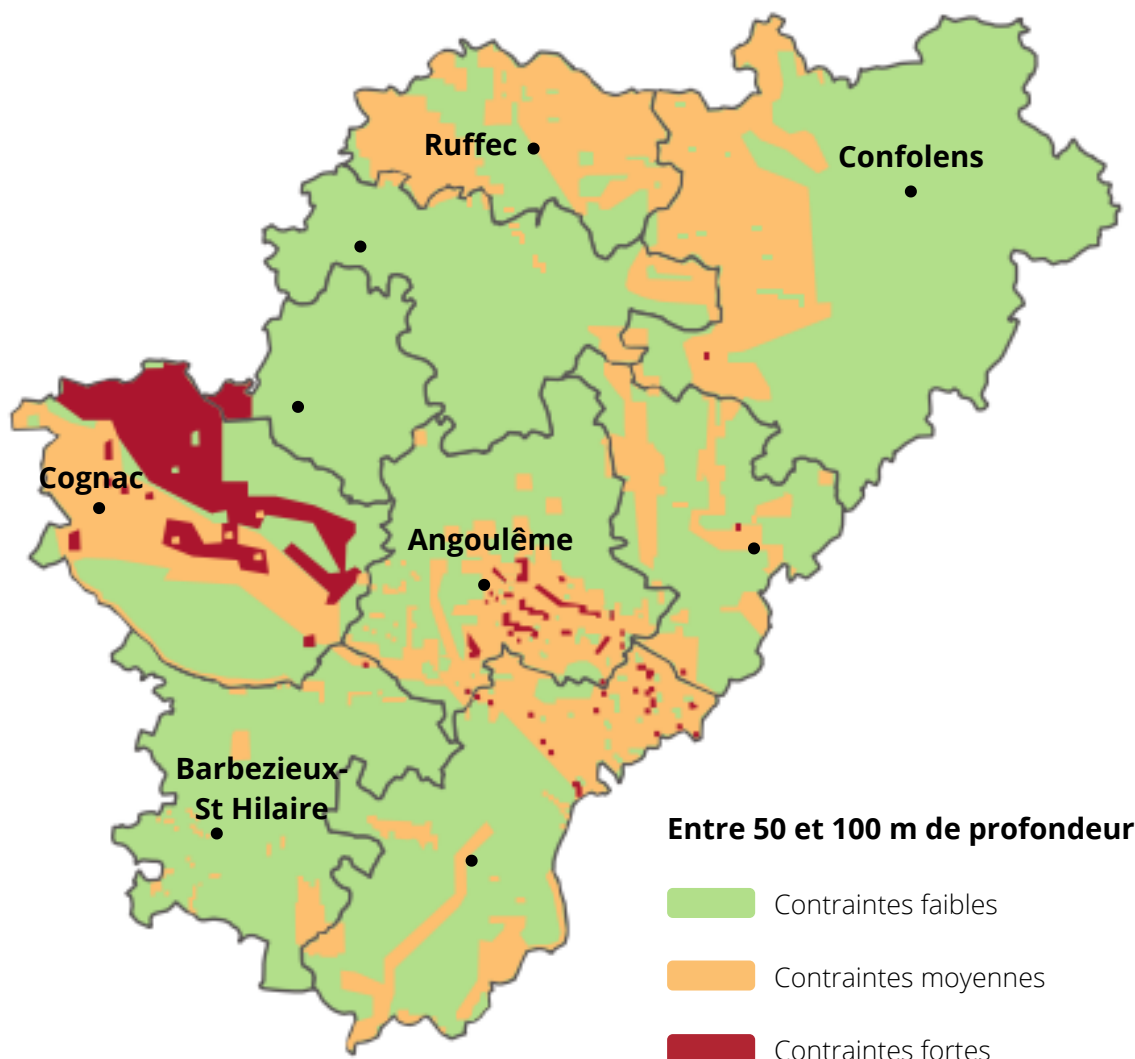 Ruffec
Confolens
Cognac
Angoulême
Barbezieux-
St Hilaire
Entre 50 et 100 m de profondeur
Contraintes faibles
Contraintes moyennes
Contraintes fortes